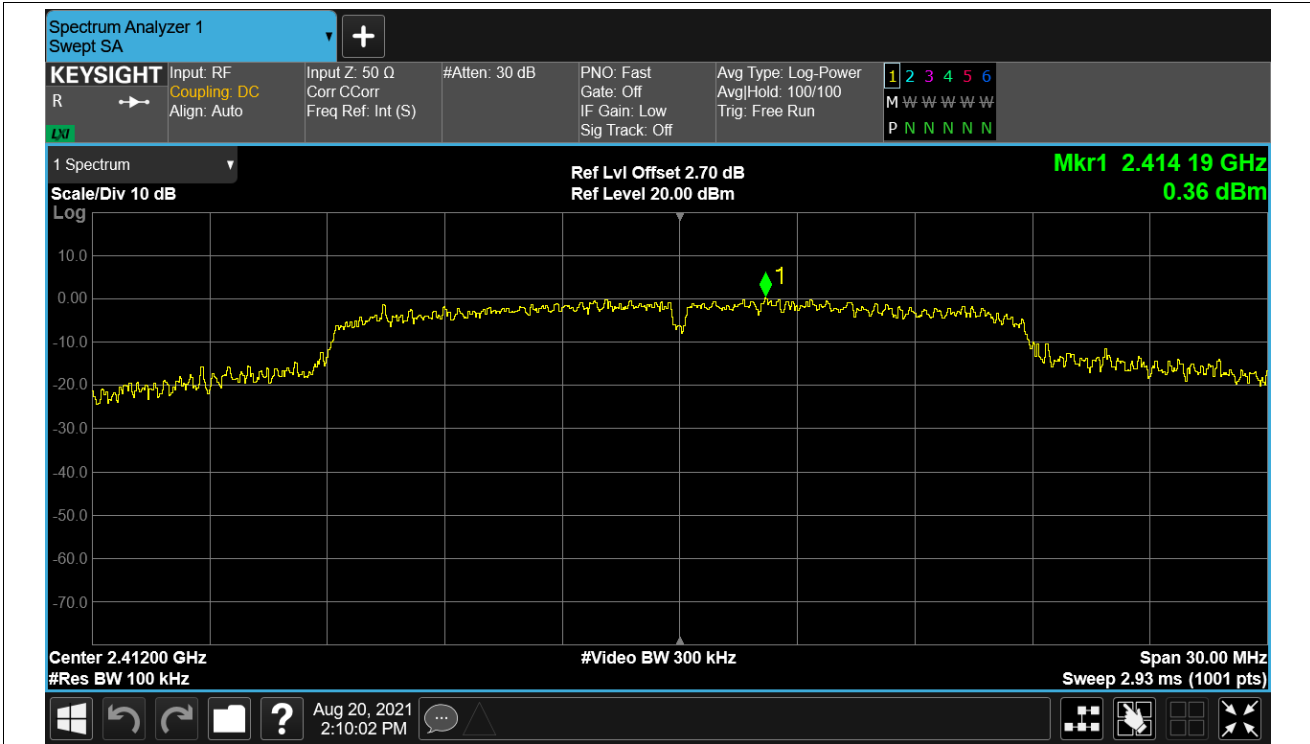 Spectrum Analyzer 1
Swept SA
KEYSIGHT
R
LXI
Input: RF
Coupling: DC
Align: Auto
Input Z: 50 Ω
Corr CCorr
Freq Ref: Int (S)
#Atten: 30 dB
PNO: Fast
Gate: Off
IF Gain: Low
Sig Track: Off
Avg Type: Log-Power
Avg|Hold: 100/100
Trig: Free Run
1 2 3 4 5 6
M W W W W W
P N N N N N
1 Spectrum
Scale/Div 10 dB
Log
Ref Lvl Offset 2.70 dB
Ref Level 20.00 dBm
Mkr1 2.414 19 GHz
0.36 dBm
1
10.0
0.00
-10.0
-20.0
-30.0
-40.0
-50.0
-60.0
-70.0
Center 2.41200 GHz
#Res BW 100 kHz
#Video BW 300 kHz
Span 30.00 MHz
Sweep 2.93 ms (1001 pts)
?
Aug 20, 2021
2:10:02 PM